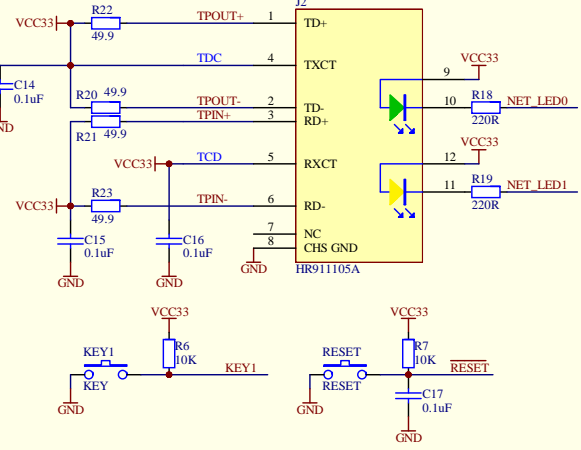 J2
VCC33
R22
49.9
TPOUT+
1
TD+
TDC
4
TXCT
C14
0.1uF
R20
49.9
TPOUT-
2
TD-
TPIN+
3
RD+
R21
49.9
VCC33
TCD
5
RXCT
VCC33
R23
49.9
TPIN-
6
RD-
7
NC
8
CHS GND
GND
HR911105A
C15
0.1uF
GND
C16
0.1uF
GND
VCC33
9
10
R18
220R
NET_LED0
VCC33
12
11
R19
220R
NET_LED1
VCC33
R6
10K
KEY1
KEY
KEY1
GND
VCC33
R7
10K
RESET
RESET
RESET
GND
C17
0.1uF
GND